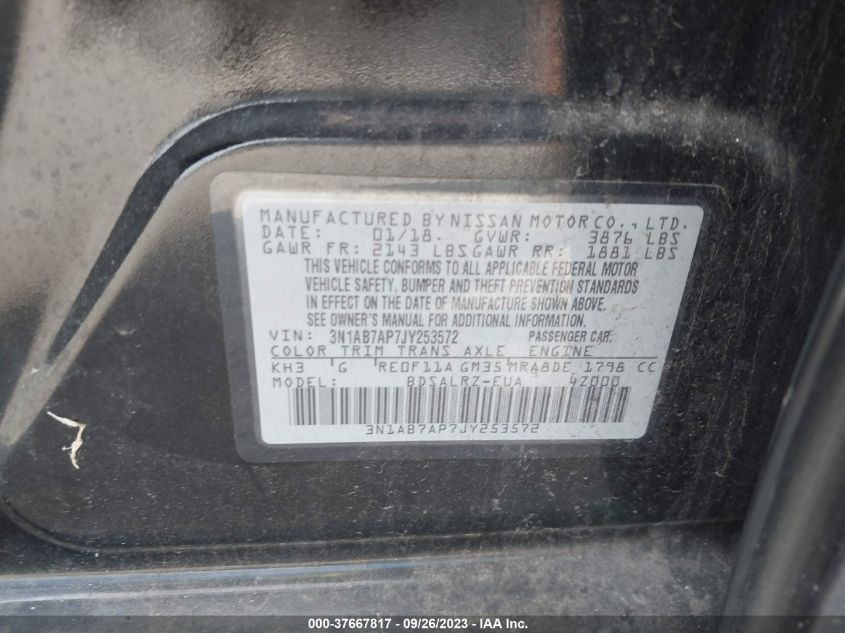 MANUFACTURED BY NISSAN MOTOR CO., LTD.
DATE: 01/18. GVWR: 3876 LBS
GAWR FR: 2143 LBS GAWR RR: 1881 LBS
THIS VEHICLE CONFORMS TO ALL APPLICABLE FEDERAL MOTOR
VEHICLE SAFETY, BUMPER AND THEFT PREVENTION STANDARDS
IN EFFECT ON THE DATE OF MANUFACTURE SHOWN ABOVE.
SEE OWNER'S MANUAL FOR ADDITIONAL INFORMATION.
VIN: 3N1AB7AP7JY253572 PASSENGER CAR.
COLOR TRIM TRANS AXLE ENGINE
KH3 G RE0F11A GM35 MRA8DE 1798 CC
MODEL: BDSALRZ-EUA 4Z000
3N1AB7AP7JY253572
000-37667817 - 09/26/2023 - IMG_